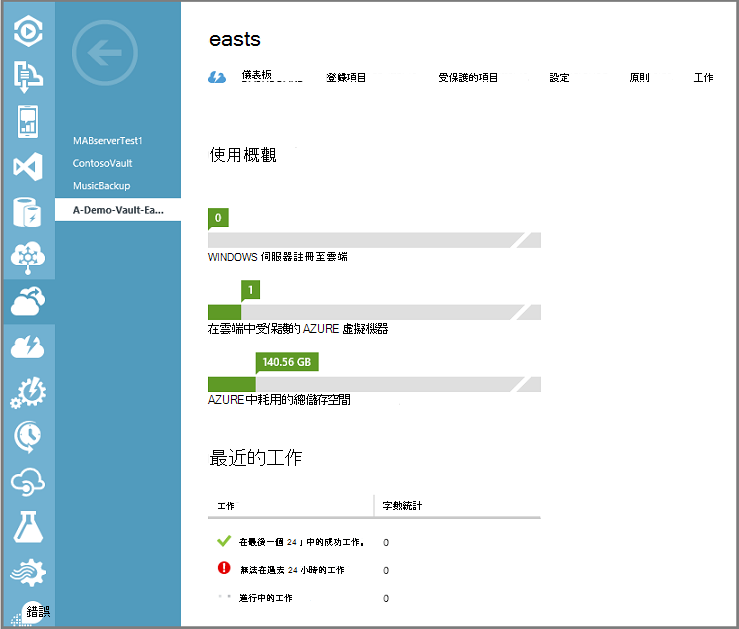 easts
儀表板 登錄項目 受保護的項目 設定 原則 工作
MABserverTest1
ContosoVault
MusicBackup
A-Demo-Vault-Ea...
使用概觀
0
WINDOWS 伺服器註冊至雲端
1
在雲端中受保護的 AZURE 虛擬機器
140.56 GB
AZURE 中耗用的總儲存空間
最近的工作
工作 字數統計
在最後一個 24 」中的成功工作。 0
無法在過去 24 小時的工作 0
進行中的工作 0
錯誤